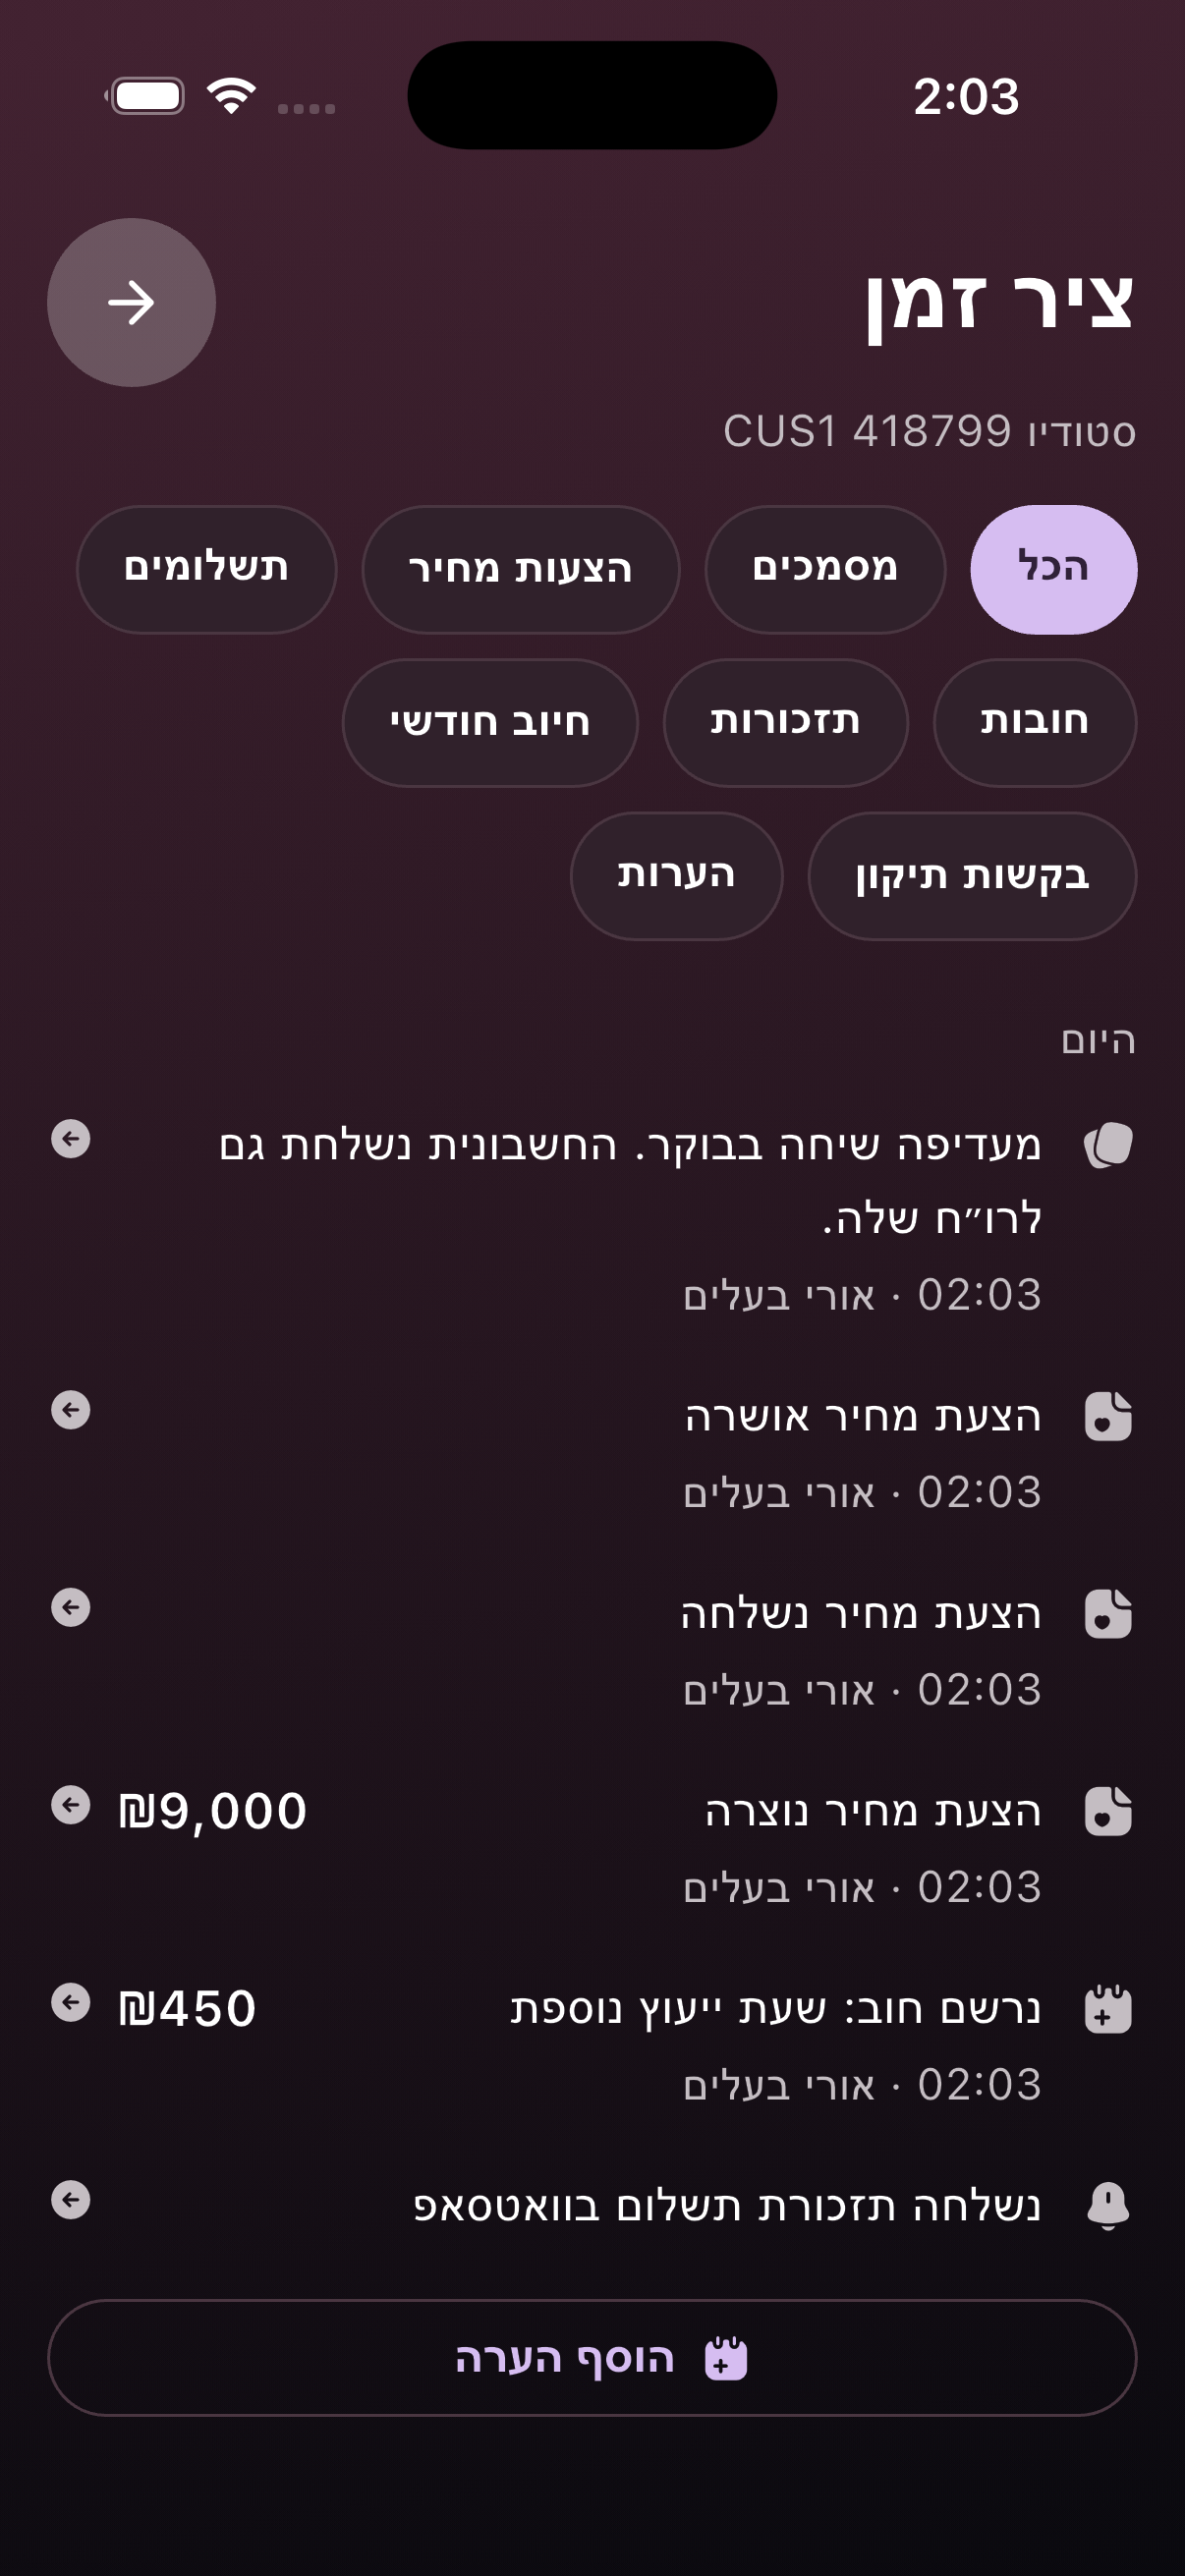 2:03
ציר זמן
סטודיו CUS1 418799
הכל
מסמכים
הצעות מחיר
תשלומים
חובות
תזכורות
חיוב חודשי
בקשות תיקון
הערות
היום
מעדיפה שיחה בבוקר. החשבונית נשלחת גם
לרו״ח שלה.
02:03 · אורי בעלים
הצעת מחיר אושרה
02:03 · אורי בעלים
הצעת מחיר נשלחה
02:03 · אורי בעלים
הצעת מחיר נוצרה
₪9,000
02:03 · אורי בעלים
נרשם חוב: שעת ייעוץ נוספת
₪450
02:03 · אורי בעלים
נשלחה תזכורת תשלום בוואטסאפ
הוסף הערה